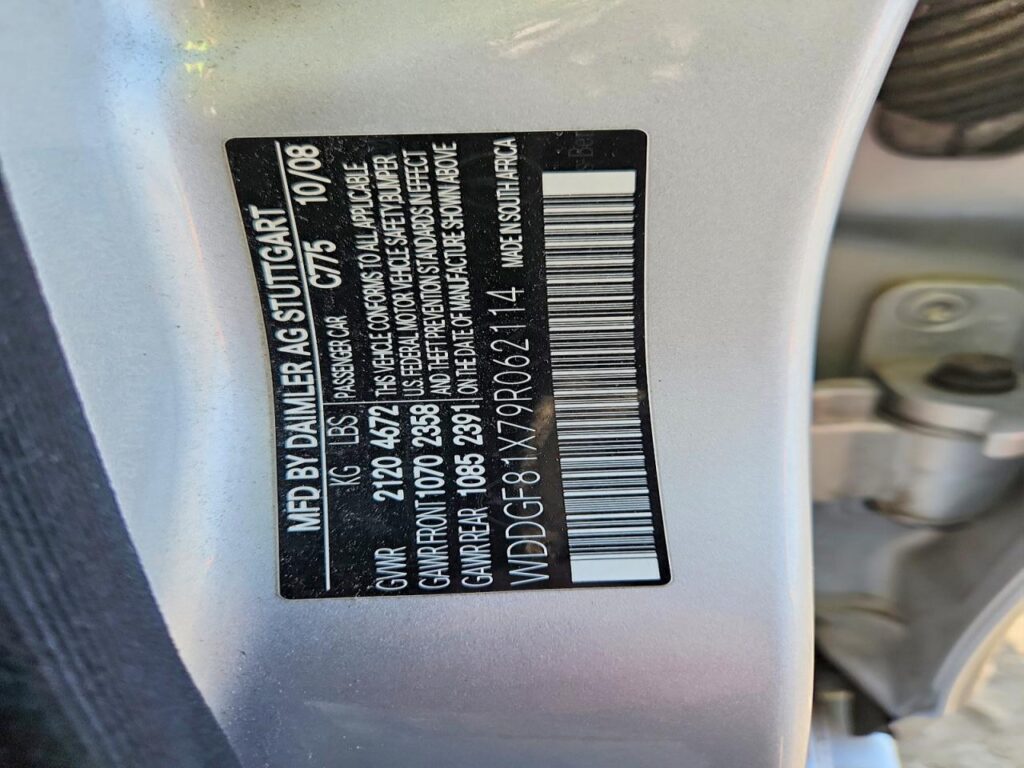 MFD BY DAIMLER AG STUTTGART
KG LBS PASSENGER CAR C775 10/08
GVWR 2120 4672 THIS VEHICLE CONFORMS TO ALL APPLICABLE
GAWR FRONT 1070 2358 U.S. FEDERAL MOTOR VEHICLE SAFETY, BUMPER
GAWR REAR 1085 2391 AND THEFT PREVENTION STANDARDS IN EFFECT
ON THE DATE OF MANUFACTURE SHOWN ABOVE
WDDGF81X79R062114 MADE IN SOUTH AFRICA